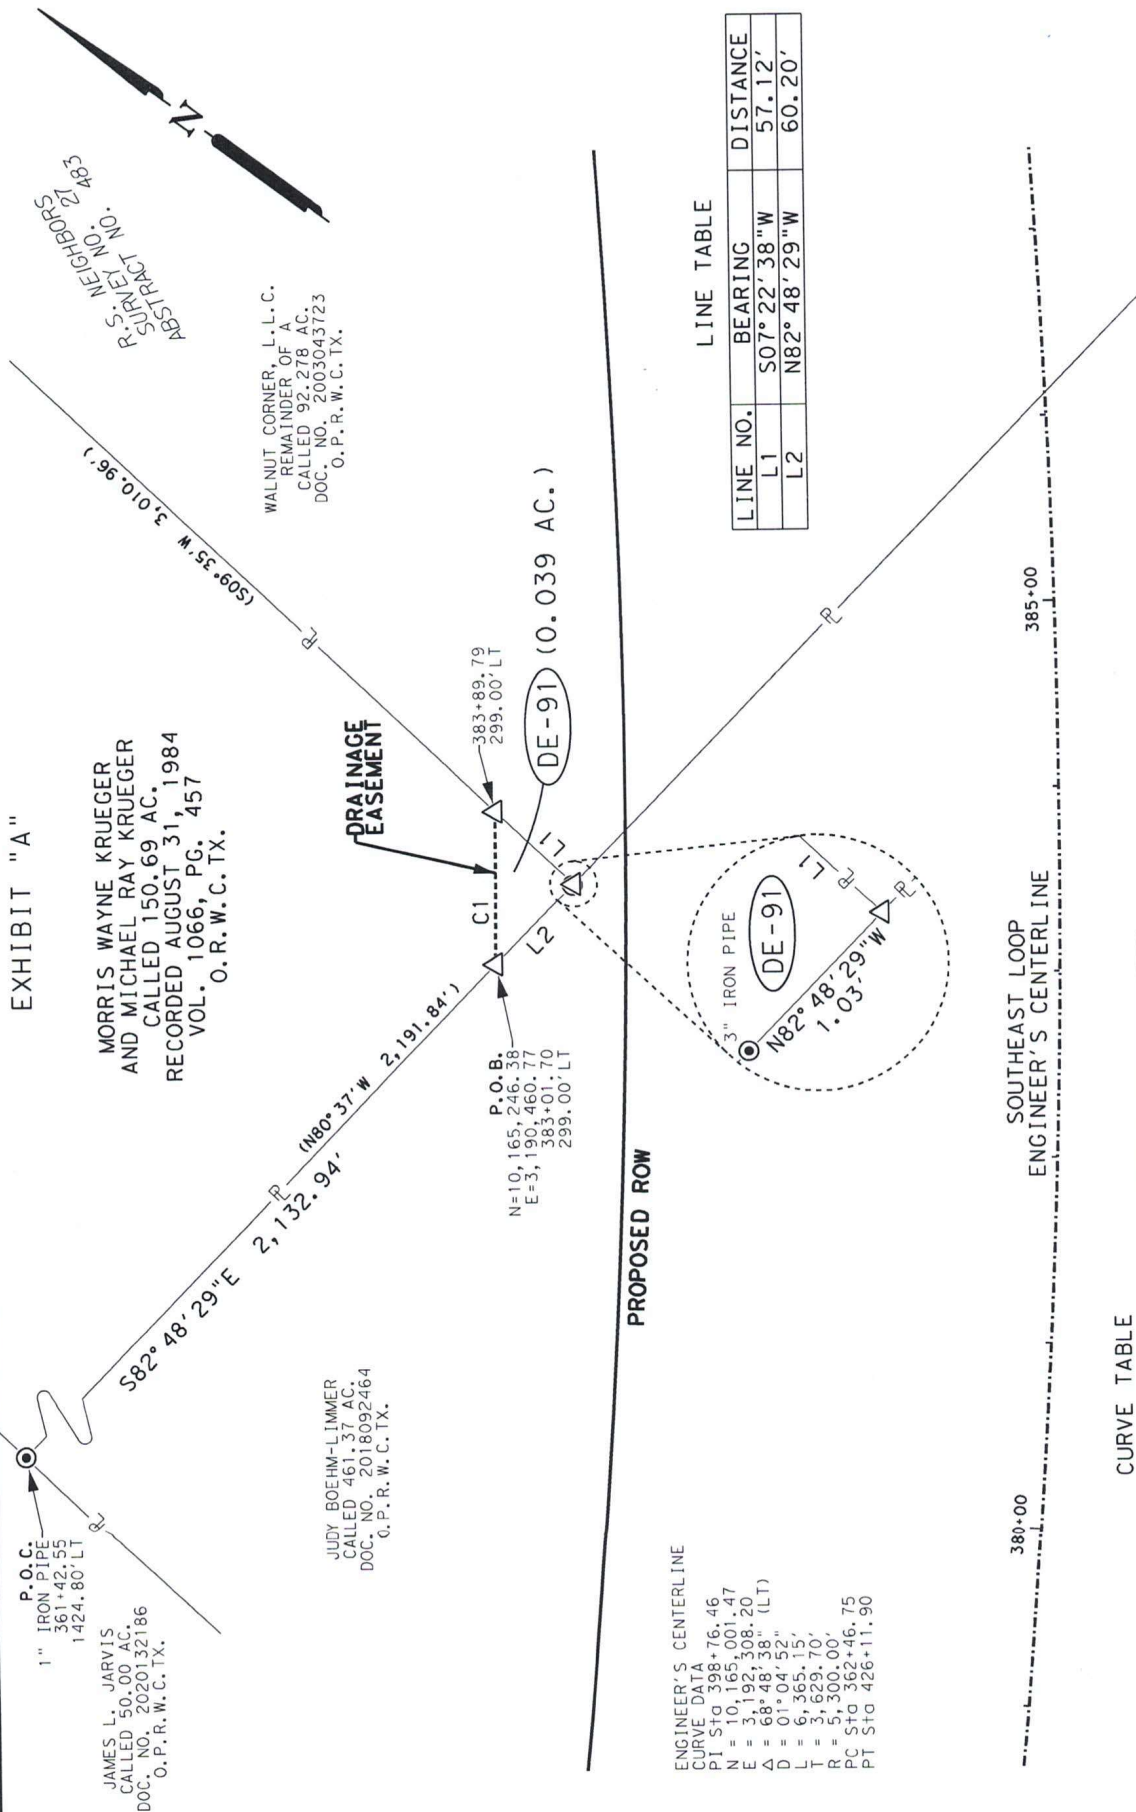 EXHIBIT "A"
P.O.C.
1" IRON PIPE
361+42.55
1424.80'LT
JAMES L. JARVIS
CALLED 50.00 AC.
DOC. NO. 2020132186
O.P.R.W.C.TX.
MORRIS WAYNE KRUEGER
AND MICHAEL RAY KRUEGER
CALLED 150.69 AC.
RECORDED AUGUST 31, 1984
VOL. 1066, PG. 457
O.R.W.C.TX.
R.S. NEIGHBORS
SURVEY NO. 27
ABSTRACT NO. 483
N
WALNUT CORNER, L.L.C.
REMAINDER OF A
CALLED 92.278 AC.
DOC. NO. 2003043723
O.P.R.W.C.TX.
(S09°35'W 3,010.96')
PL
PL
S82°48'29"E 2,132.94'
PL
(N80°37'W 2,191.84')
DRAINAGE
EASEMENT
JUDY BOEHM-LIMMER
CALLED 461.37 AC.
DOC. NO. 2018092464
O.P.R.W.C.TX.
P.O.B.
N=10,165,246.38
E=3,190,460.77
383+01.70
299.00'LT
C1
L2
L1
383+89.79
299.00'LT
DE-91 (0.039 AC.)
PROPOSED ROW
3" IRON PIPE
DE-91
L1
PL
PL
N82°48'29"W
1.03'
PL
LINE TABLE
LINE NO. BEARING DISTANCE
L1 S07°22'38"W 57.12'
L2 N82°48'29"W 60.20'
ENGINEER'S CENTERLINE
CURVE DATA
PI Sta 398+76.46
N = 10,165,001.47
E = 3,192,308.20
Δ = 68°48'38" (LT)
D = 01°04'52"
L = 6,365.15'
T = 3,629.70'
R = 5,300.00'
PC Sta 362+46.75
PT Sta 426+11.90
380+00
SOUTHEAST LOOP
ENGINEER'S CENTERLINE
385+00
CURVE TABLE